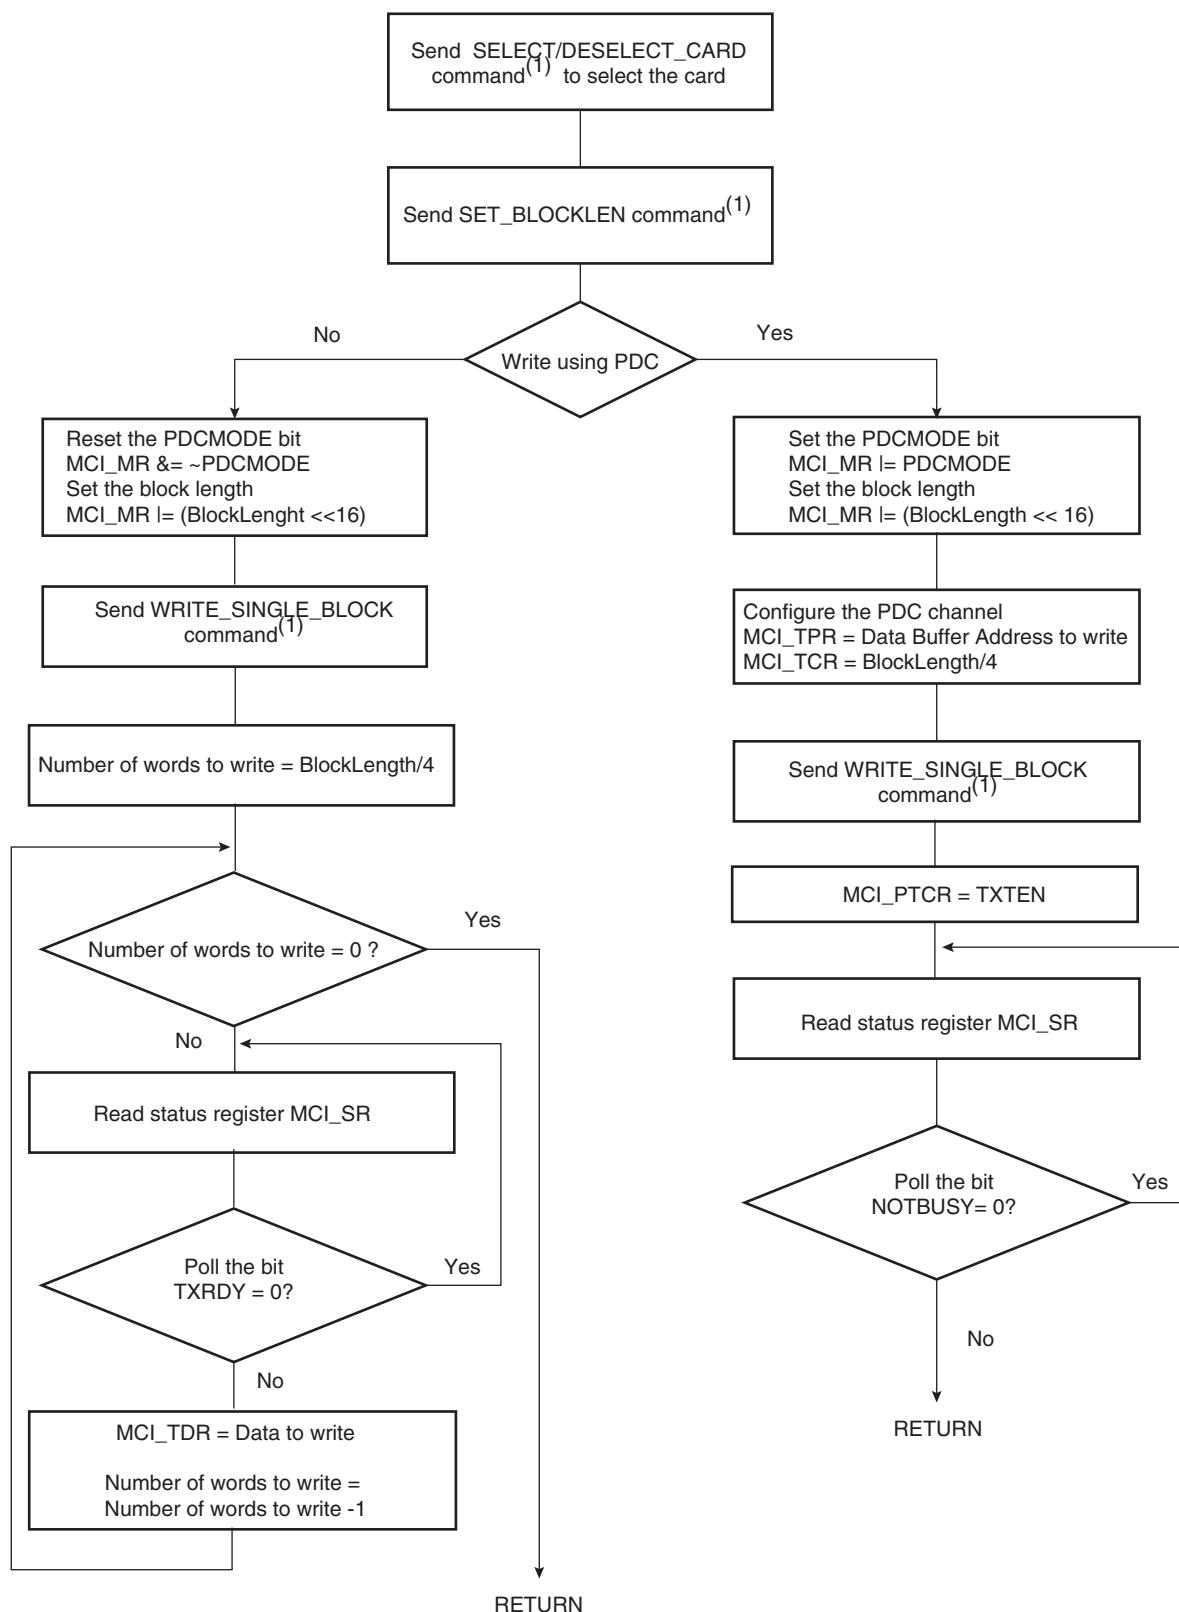 Send  SELECT/DESELECT_CARD
command(1)  to select the card
Send SET_BLOCKLEN command(1)
No
Yes
Write using PDC
Reset the PDCMODE bit
MCI_MR &= ~PDCMODE
Set the block length
MCI_MR |= (BlockLenght <<16)
Set the PDCMODE bit
MCI_MR |= PDCMODE
Set the block length
MCI_MR |= (BlockLength << 16)
Send WRITE_SINGLE_BLOCK
command(1)
Configure the PDC channel
MCI_TPR = Data Buffer Address to write
MCI_TCR = BlockLength/4
Number of words to write = BlockLength/4
Send WRITE_SINGLE_BLOCK
command(1)
MCI_PTCR = TXTEN
Yes
Number of words to write = 0 ?
No
Read status register MCI_SR
Read status register MCI_SR
Poll the bit
NOTBUSY= 0?
Yes
Poll the bit
TXRDY = 0?
Yes
No
No
MCI_TDR = Data to write
Number of words to write =
Number of words to write -1
RETURN
RETURN